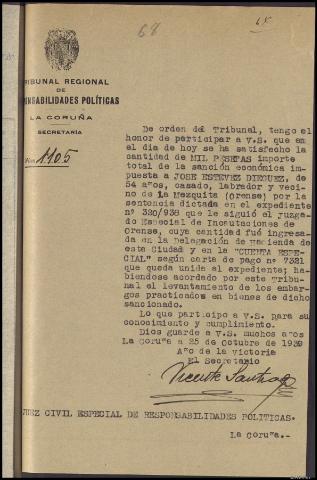 68
TRIBUNAL REGIONAL
DE
RESPONSABILIDADES POLÍTICAS
LA CORUÑA
SECRETARÍA
Núm. 1105
De orden del Tribunal, tengo el
honor de participar a V.S. que en
el dia de hoy se ha satisfecho la
cantidad de MIL PESETAS importe
total de la sanción económica im-
puesta a JOSE ESTEVEZ DIEGUEZ, de
54 años, casado, labrador y veci-
no de La Mezquita (Orense) por la
sentencia dictada en el expediente
nº 320/938 que le siguió el Juzga-
do Especial de Incautaciones de
Orense, cuya cantidad fué ingresa-
da en la Delegación de Hacienda de
esta Ciudad y en la "CUENTA ESPE-
CIAL" según carta de pago nº 7321
que queda unida al expediente; ha-
biendose acordado por este Tribu-
nal el levantamiento de los embar-
gos practicados en bienes de dicho
sancionado.
Lo que participo a V.S. para su
conocimiento y cumplimiento.
Dios guarde a V.S. muchos años
La Coruña a 25 de Octubre de 1939
Año de la Victoria
El Secretario
Vicente Santiago
JUEZ CIVIL ESPECIAL DE RESPONSABILIDADES POLITICAS.
La Coruña.-